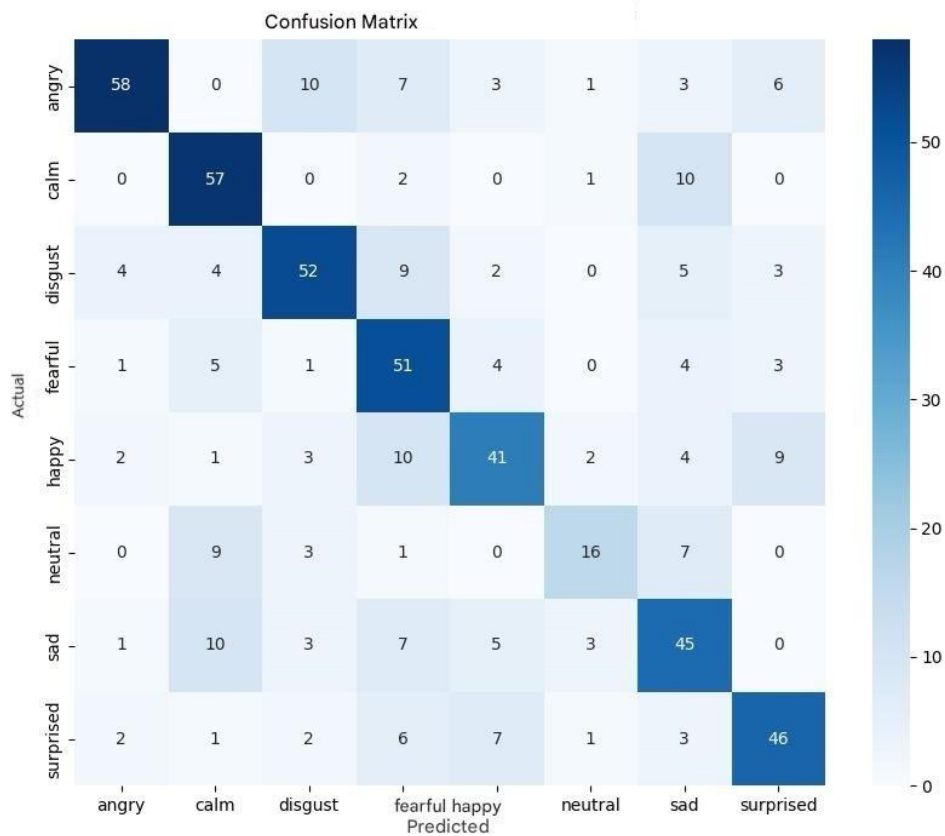 Confusion Matrix
angry 58 0 10 7 3 1 3 6
calm 0 57 0 2 0 1 10 0
50
disgust 4 4 52 9 2 0 5 3
40
fearful 1 5 1 51 4 0 4 3
Actual
30
happy 2 1 3 10 41 2 4 9
20
neutral 0 9 3 1 0 16 7 0
sad 1 10 3 7 5 3 45 0
10
surprised 2 1 2 6 7 1 3 46
0
angry calm disgust fearful happy neutral sad surprised
Predicted